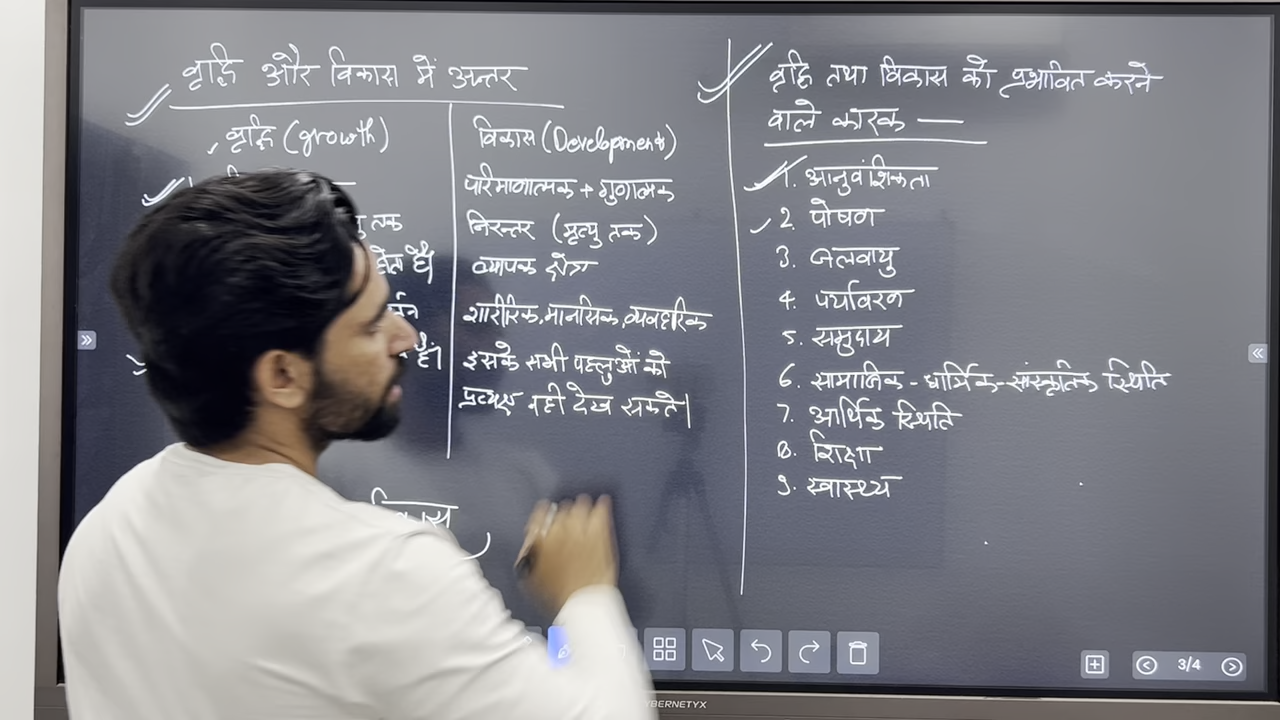 वृद्धि और विकास में अन्तर
वृद्धि (growth)
तक
होता है।
है।
विकास (Development)
परिमाणात्मक + गुणात्मक
निरन्तर (मृत्यु तक)
व्यापक क्षेत्र
शारीरिक, मानसिक, व्यवहारिक
इसके सभी पहलुओं को
प्रत्यक्ष नही देख सकते।
वृद्धि तथा विकास को प्रभावित करने
वाले कारक —
1. आनुवंशिकता
2. पोषण
3. जलवायु
4. पर्यावरण
5. समुदाय
6. सामाजिक - धार्मिक - सांस्कृतिक स्थिति
7. आर्थिक स्थिति
8. शिक्षा
9. स्वास्थ्य
3/4